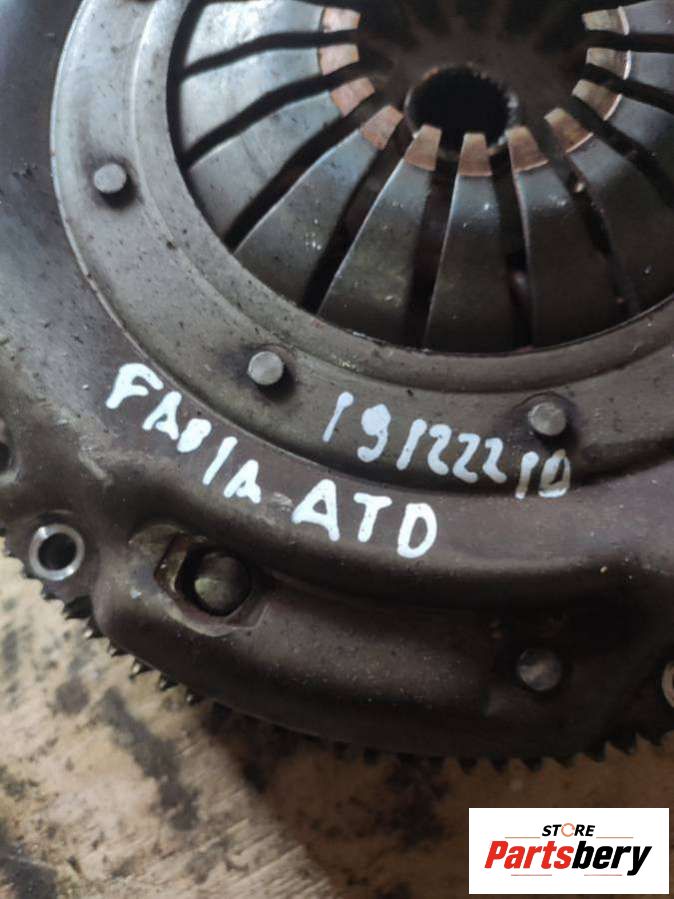 FABIA ATD
19122210
STORE
Partsbery